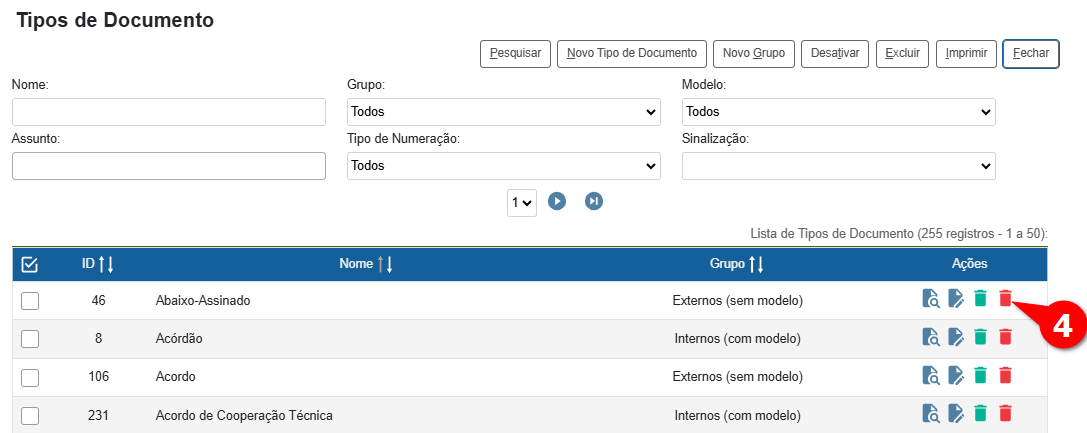 Tipos de Documento
Pesquisar Novo Tipo de Documento Novo Grupo Desativar Excluir Imprimir Fechar
Nome: Grupo: Modelo:
Todos Todos
Assunto: Tipo de Numeração: Sinalização:
Todos
1
Lista de Tipos de Documento (255 registros - 1 a 50):
ID Nome Grupo Ações
46 Abaixo-Assinado Externos (sem modelo)
4
8 Acórdão Internos (com modelo)
106 Acordo Externos (sem modelo)
231 Acordo de Cooperação Técnica Internos (com modelo)